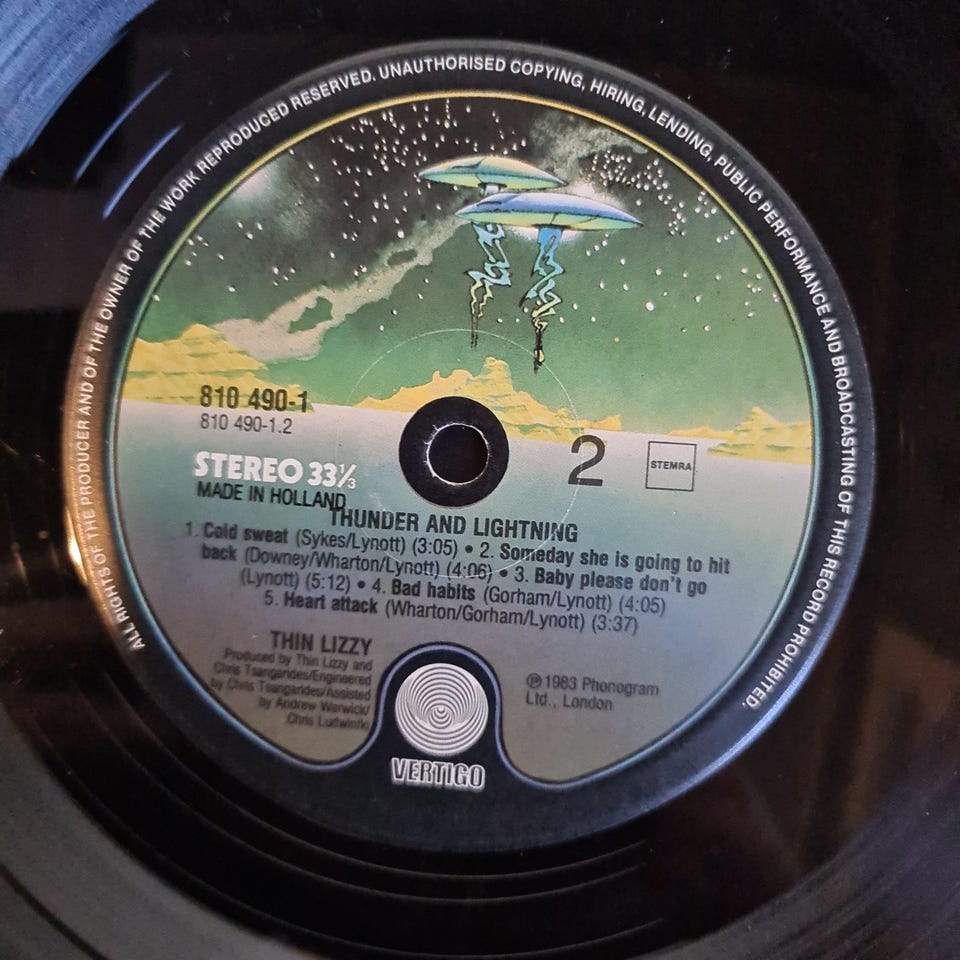 ALL RIGHTS OF THE PRODUCER AND OF THE OWNER OF THE WORK REPRODUCED RESERVED. UNAUTHORISED COPYING, HIRING, LENDING, PUBLIC PERFORMANCE AND BROADCASTING OF THIS RECORD PROHIBITED.
810 490-1
810 490-1.2
STEREO 33⅓
MADE IN HOLLAND
2
STEMRA
THUNDER AND LIGHTNING
1. Cold sweat (Sykes/Lynott) (3:05) • 2. Someday she is going to hit
back (Downey/Wharton/Lynott) (4:06) • 3. Baby please don't go
(Lynott) (5:12) • 4. Bad habits (Gorham/Lynott) (4:05)
5. Heart attack (Wharton/Gorham/Lynott) (3:37)
THIN LIZZY
Produced by Thin Lizzy and
Chris Tsangarides/Engineered
by Chris Tsangarides/Assisted
by Andrew Warwick/
Chris Ludwinfki
℗ 1983 Phonogram
Ltd., London
VERTIGO